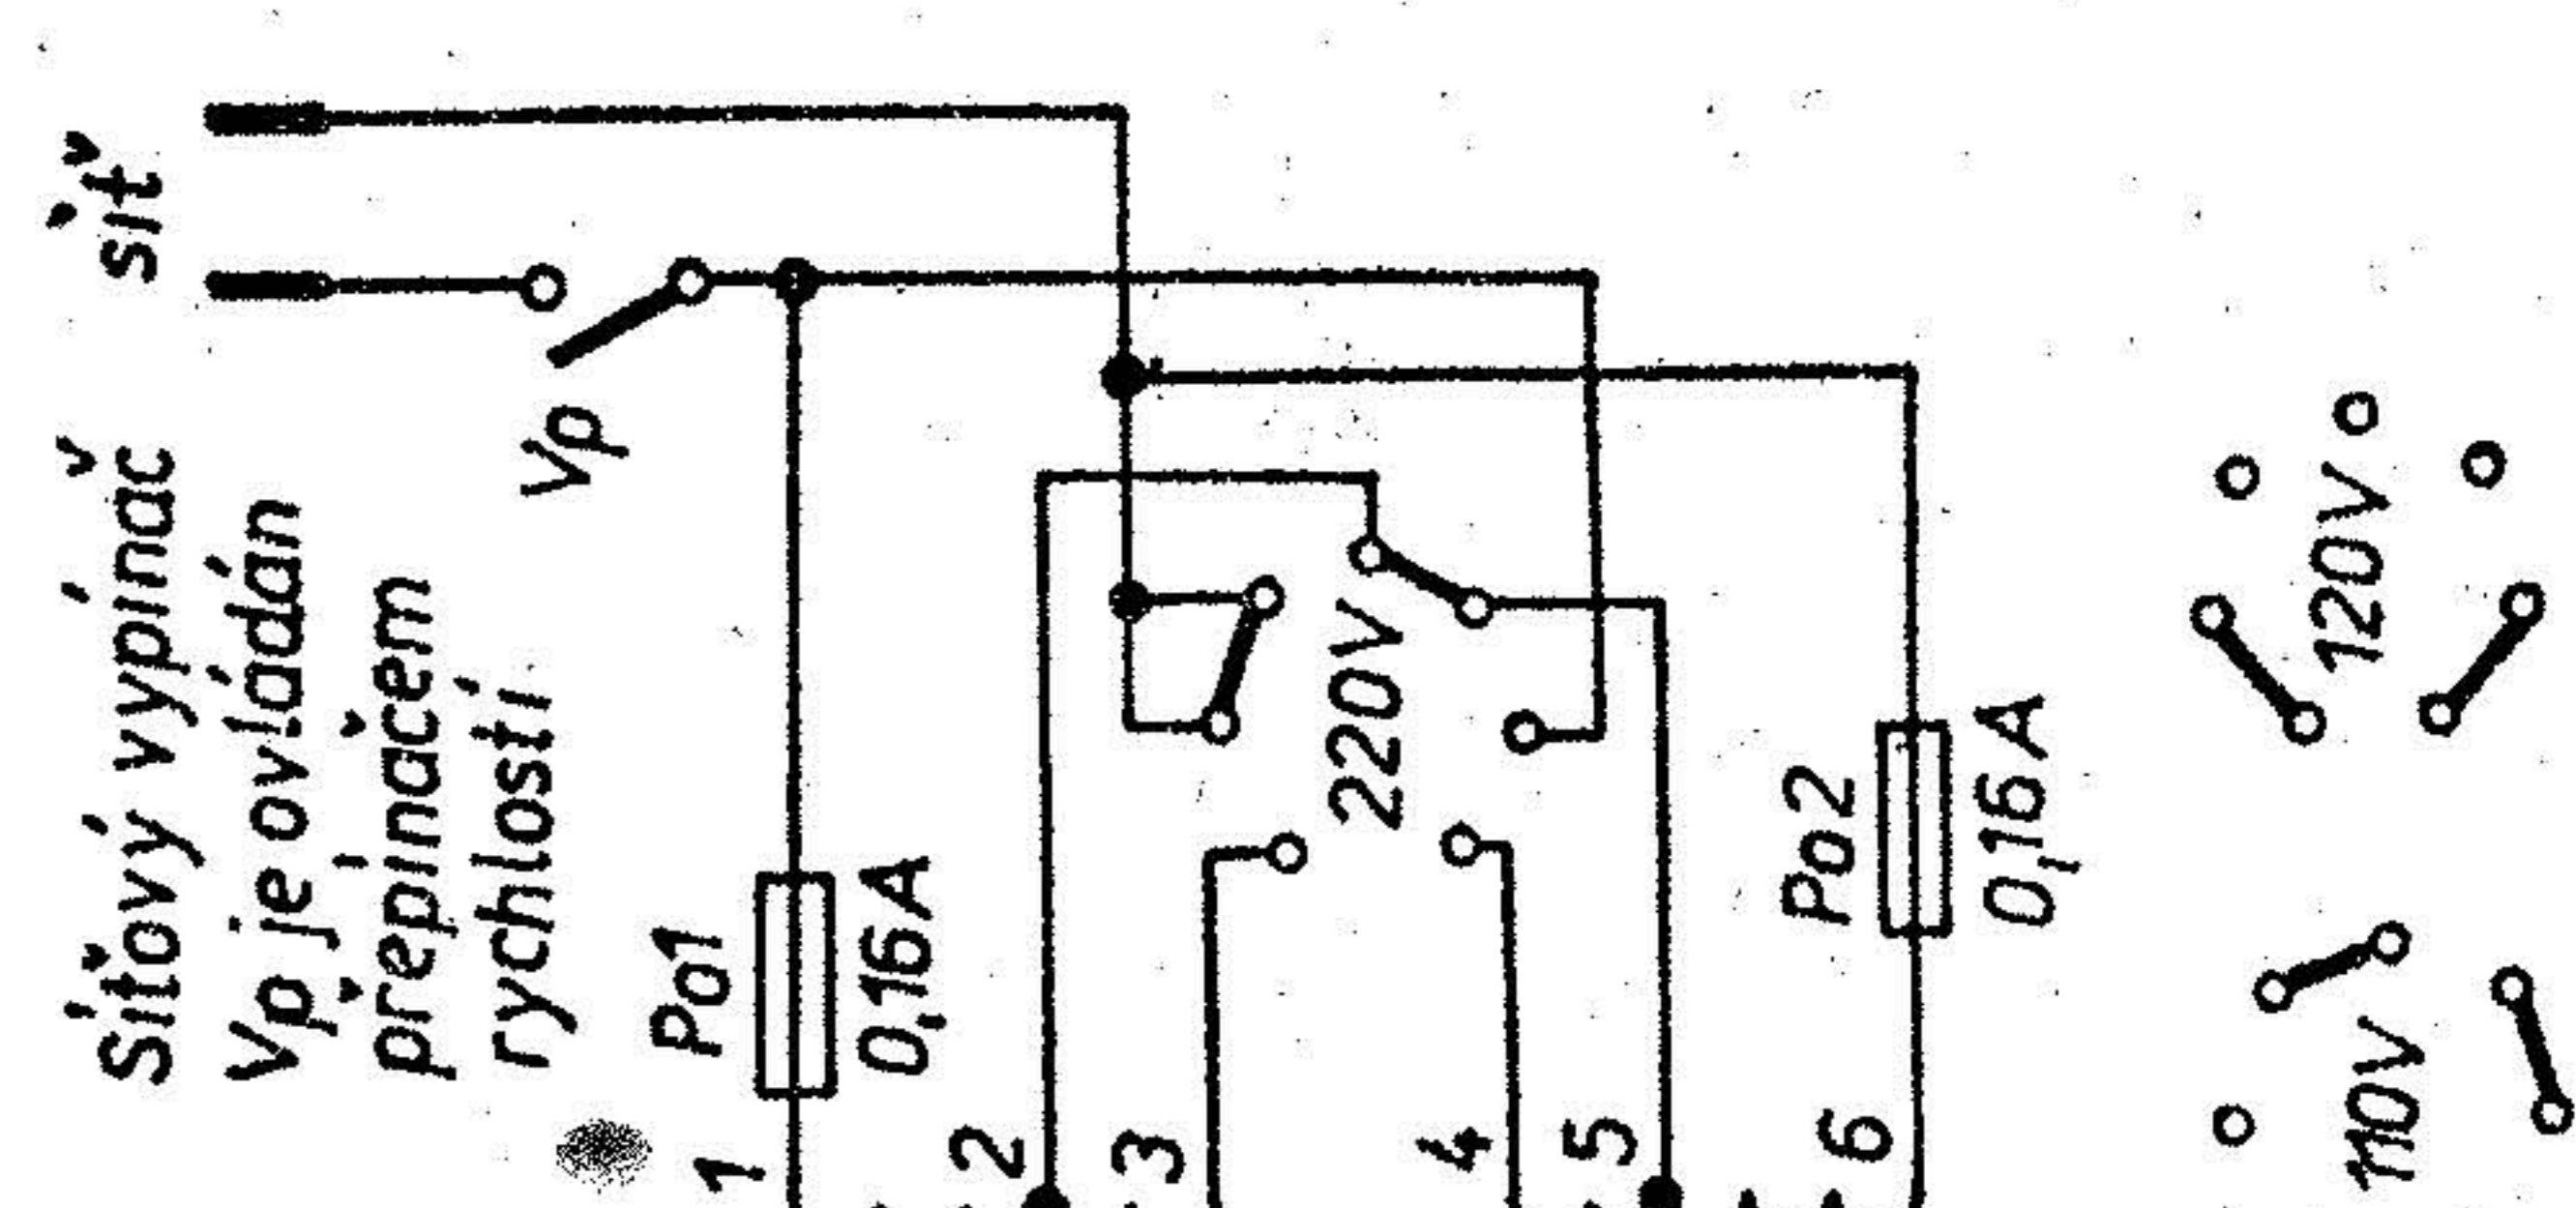 síť
Síťový vypínač
Vp je ovládán
přepínačem
rychlosti
Vp
Po1
0,16A
220V
Po2
0,16A
120V
110V
1
2
3
4
5
6